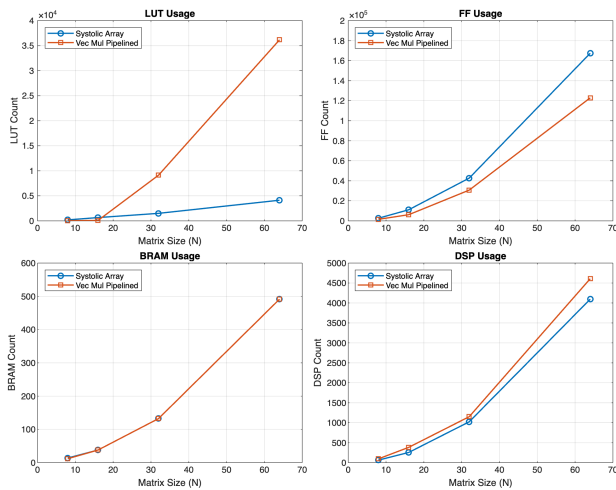 LUT Usage
×10⁴
4
3.5
3
2.5
2
1.5
1
0.5
0
LUT Count
0 10 20 30 40 50 60 70
Matrix Size (N)
Systolic Array
Vec Mul Pipelined
FF Usage
×10⁵
2
1.8
1.6
1.4
1.2
1
0.8
0.6
0.4
0.2
0
FF Count
0 10 20 30 40 50 60 70
Matrix Size (N)
Systolic Array
Vec Mul Pipelined
BRAM Usage
600
500
400
300
200
100
0
BRAM Count
0 10 20 30 40 50 60 70
Matrix Size (N)
Systolic Array
Vec Mul Pipelined
DSP Usage
5000
4500
4000
3500
3000
2500
2000
1500
1000
500
0
DSP Count
0 10 20 30 40 50 60 70
Matrix Size (N)
Systolic Array
Vec Mul Pipelined